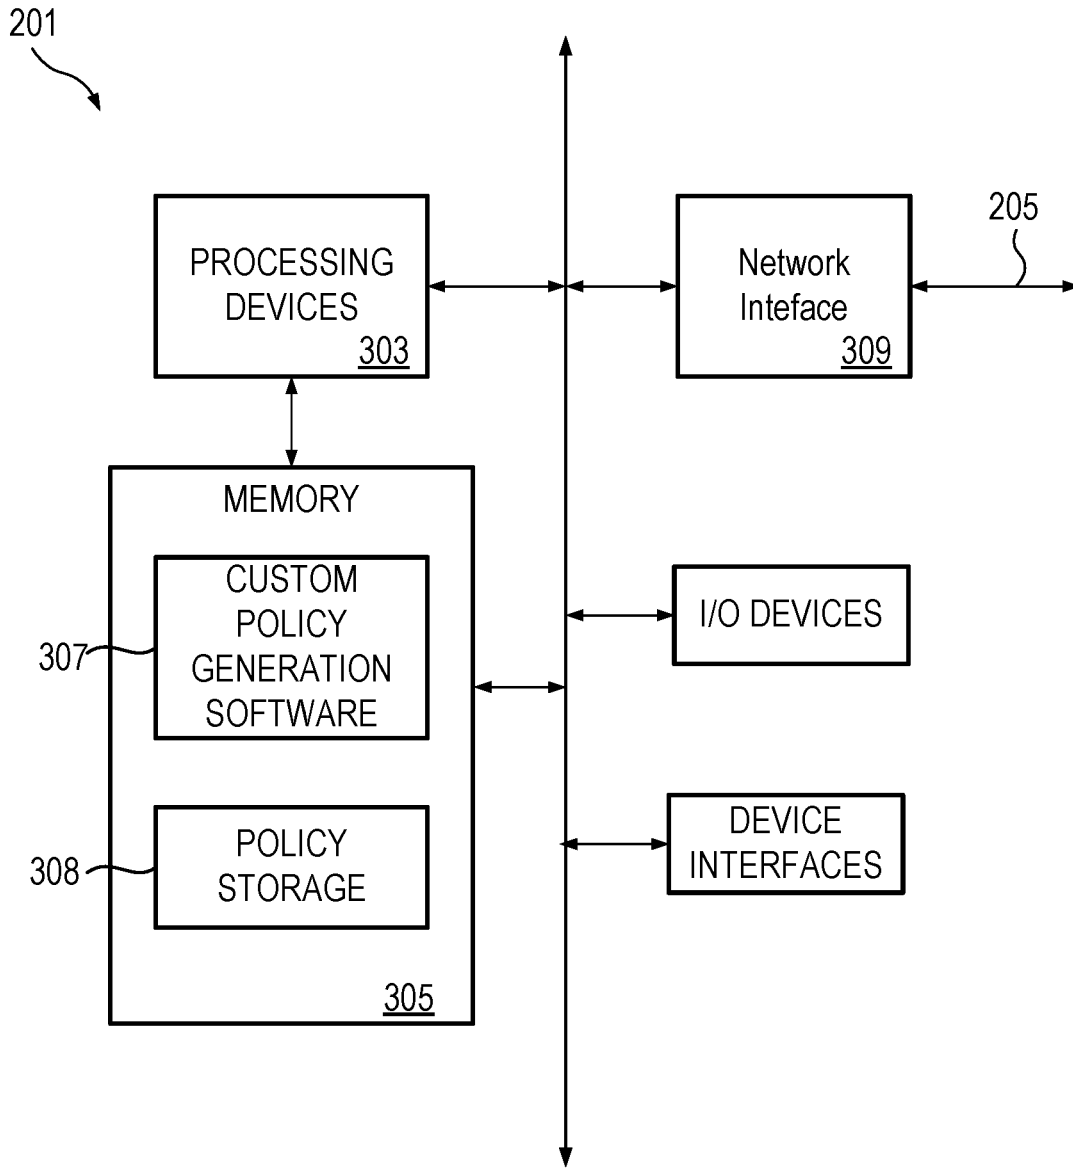 201
PROCESSING
DEVICES
303
Network
Inteface
309
205
MEMORY
CUSTOM
POLICY
GENERATION
SOFTWARE
307
POLICY
STORAGE
308
305
I/O DEVICES
DEVICE
INTERFACES